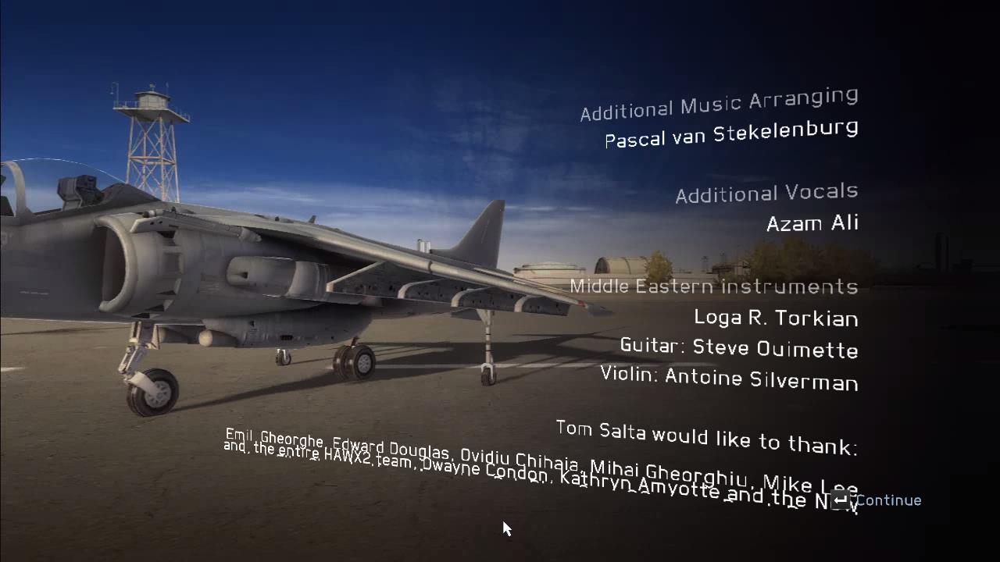 Additional Music Arranging
Pascal van Stekelenburg
Additional Vocals
Azam Ali
Middle Eastern instruments
Loga R. Torkian
Guitar: Steve Ouimette
Violin: Antoine Silverman
Tom Salta would like to thank:
Emil Gheorghe, Edward Douglas, Ovidiu Chihaia, Mihai Gheorghiu, Mike Lee
and, the entire HAWX2 team, Dwayne Condon, Kathryn Amyotte and the
Continue